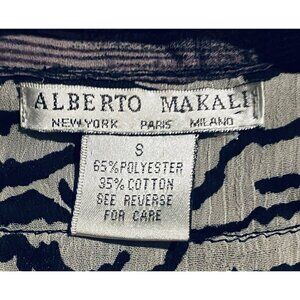 ALBERTO MAKALI
NEW YORK PARIS MILANO
S
65% POLYESTER
35% COTTON
SEE REVERSE
FOR CARE